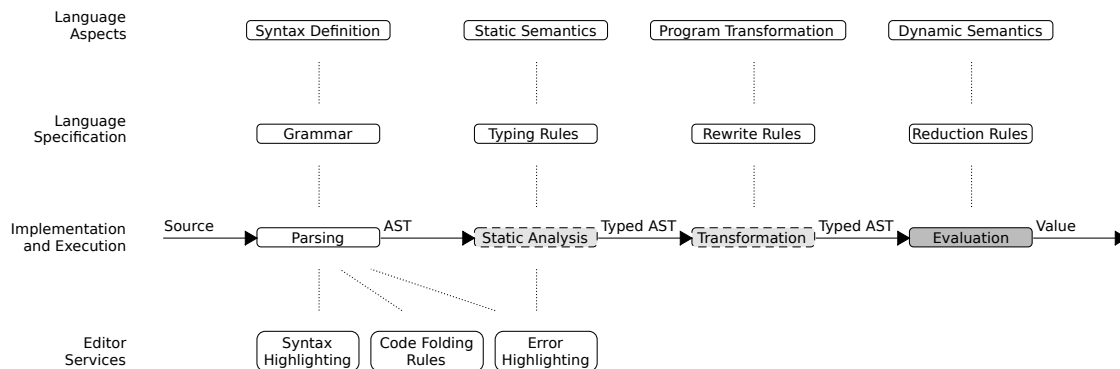 Language
Aspects
Syntax Definition
Static Semantics
Program Transformation
Dynamic Semantics
Language
Specification
Grammar
Typing Rules
Rewrite Rules
Reduction Rules
Implementation
and Execution
Source
Parsing
AST
Static Analysis
Typed AST
Transformation
Typed AST
Evaluation
Value
Editor
Services
Syntax
Highlighting
Code Folding
Rules
Error
Highlighting